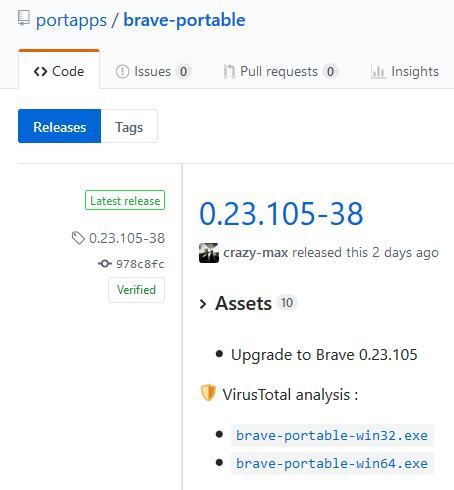 portapps / brave-portable
Code Issues 0 Pull requests 0 Insights
Releases Tags
Latest release
0.23.105-38
978c8fc
Verified
0.23.105-38
crazy-max released this 2 days ago
Assets 10
Upgrade to Brave 0.23.105
VirusTotal analysis :
brave-portable-win32.exe
brave-portable-win64.exe